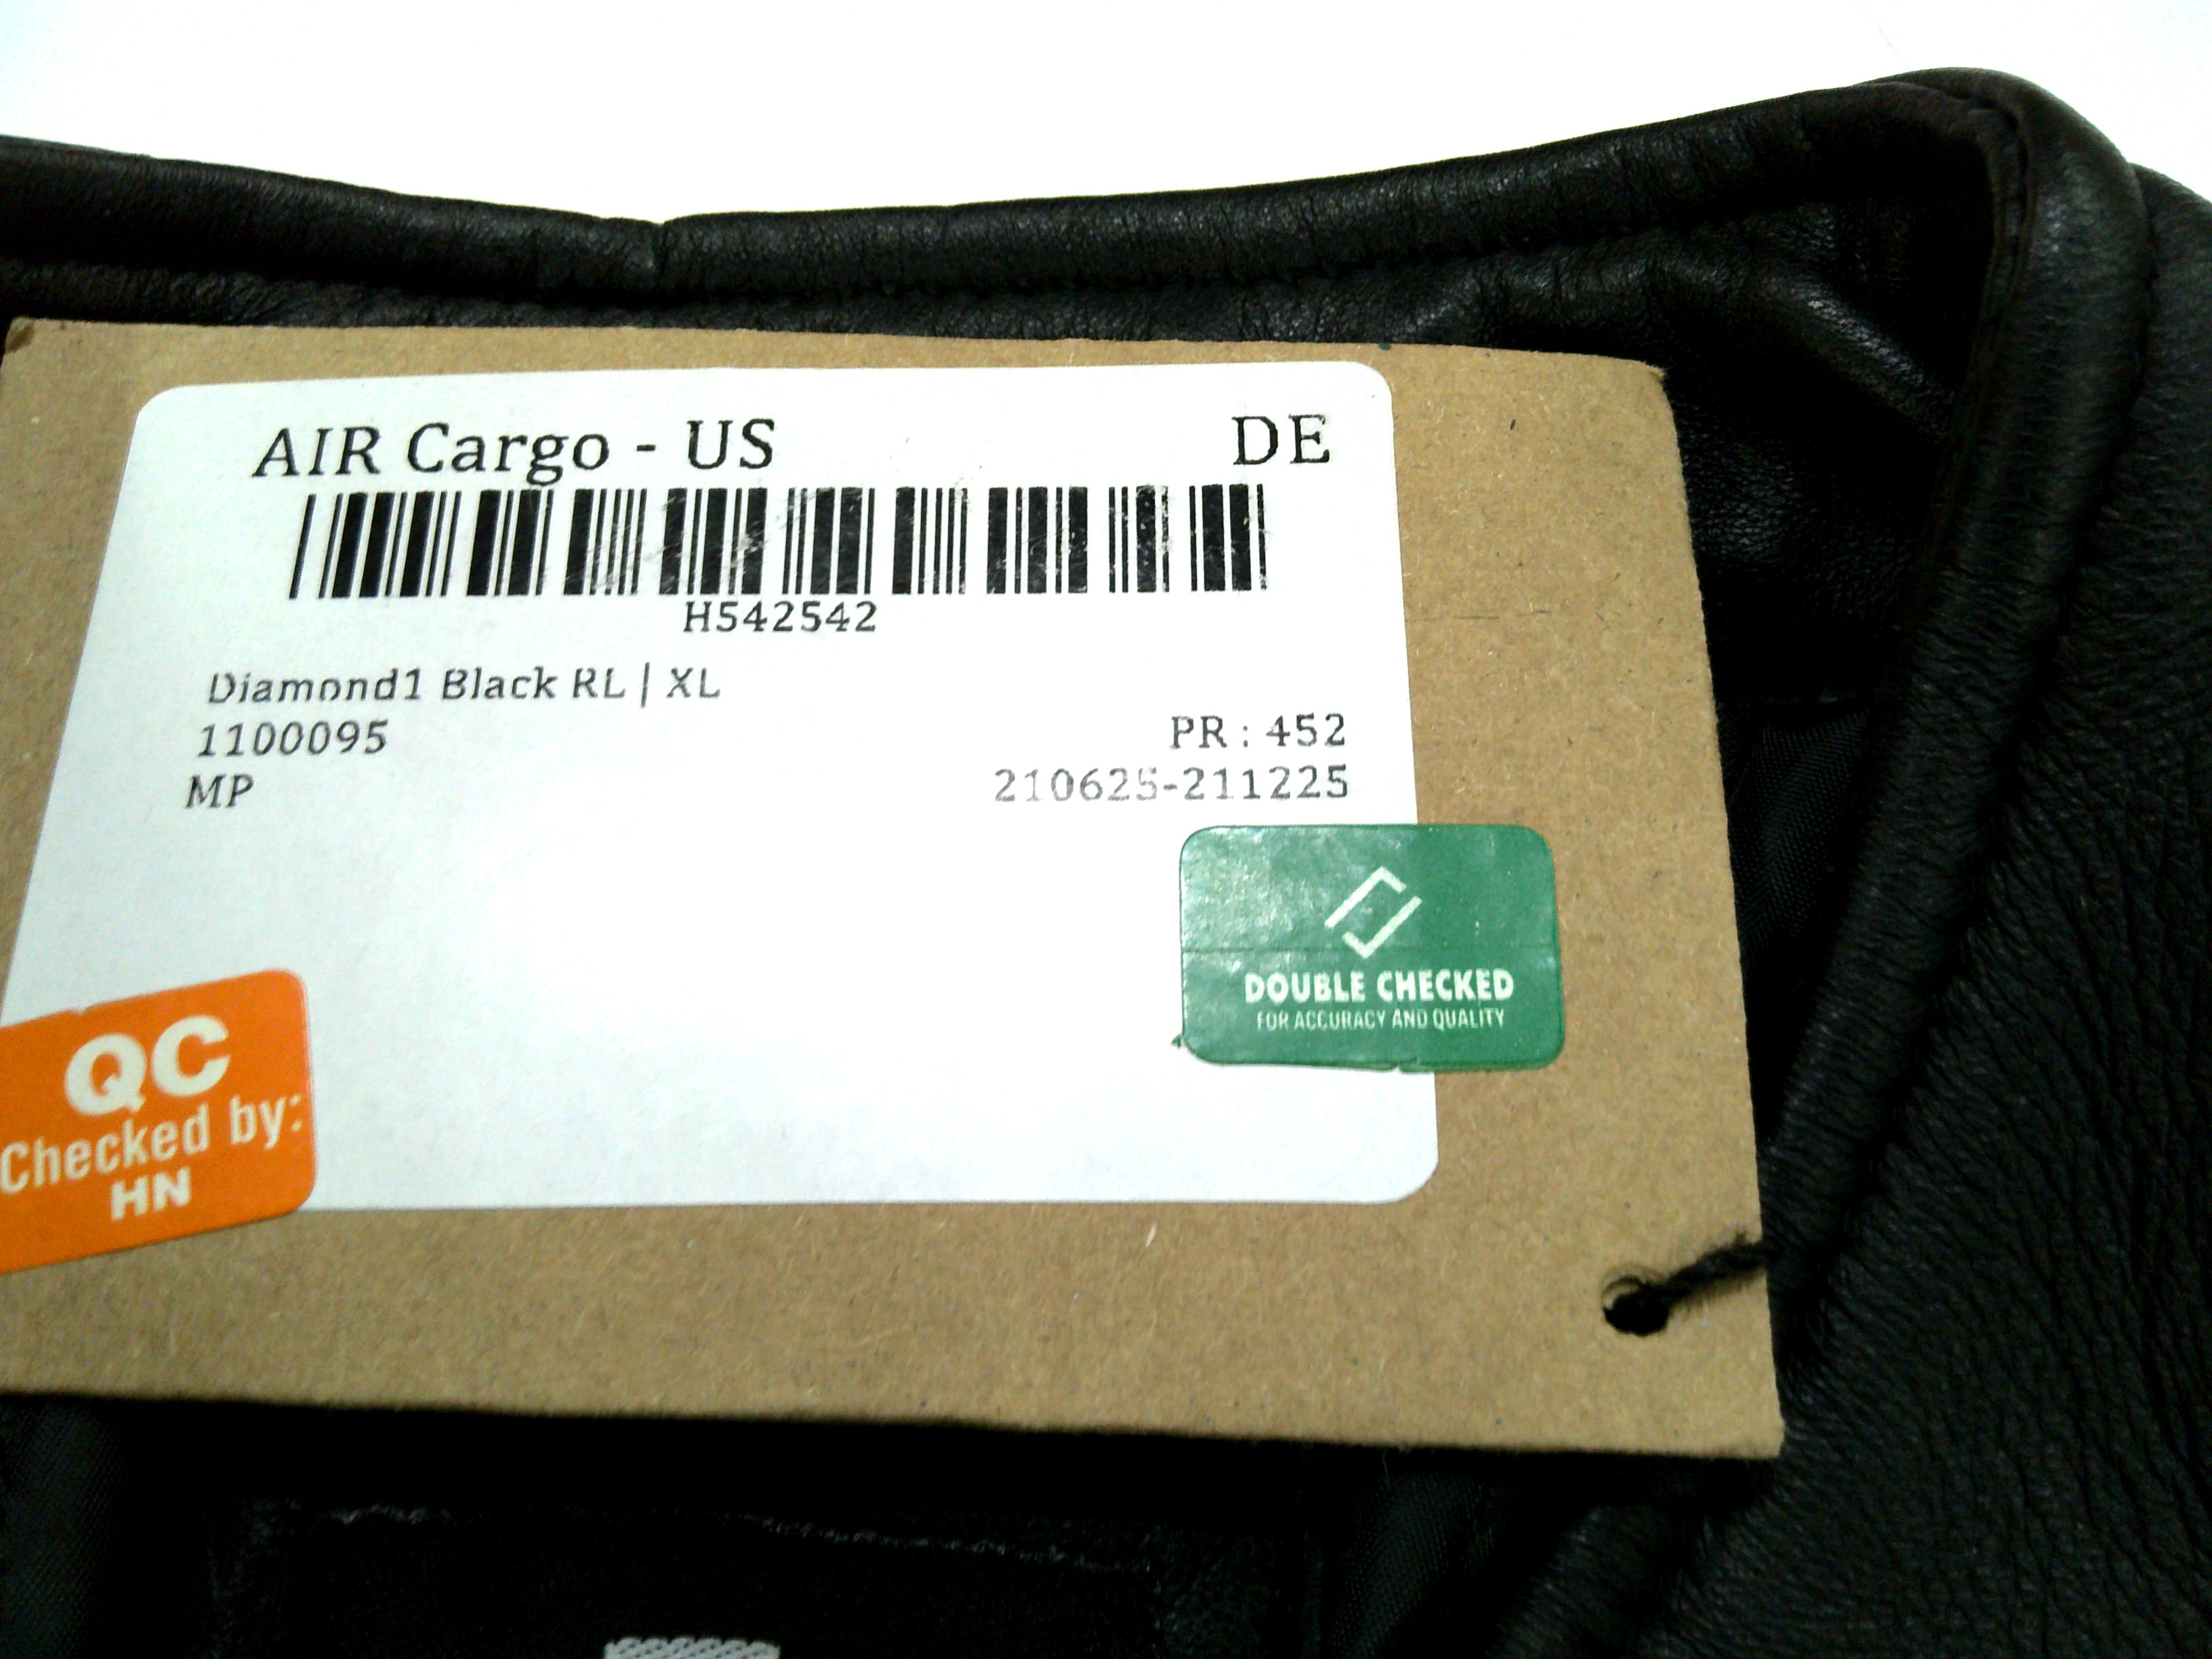 AIR Cargo - US DE
H542542
Diamond1 Black RL | XL
1100095 PR : 452
MP 210625-211225
DOUBLE CHECKED
FOR ACCURACY AND QUALITY
QC
Checked by:
HN